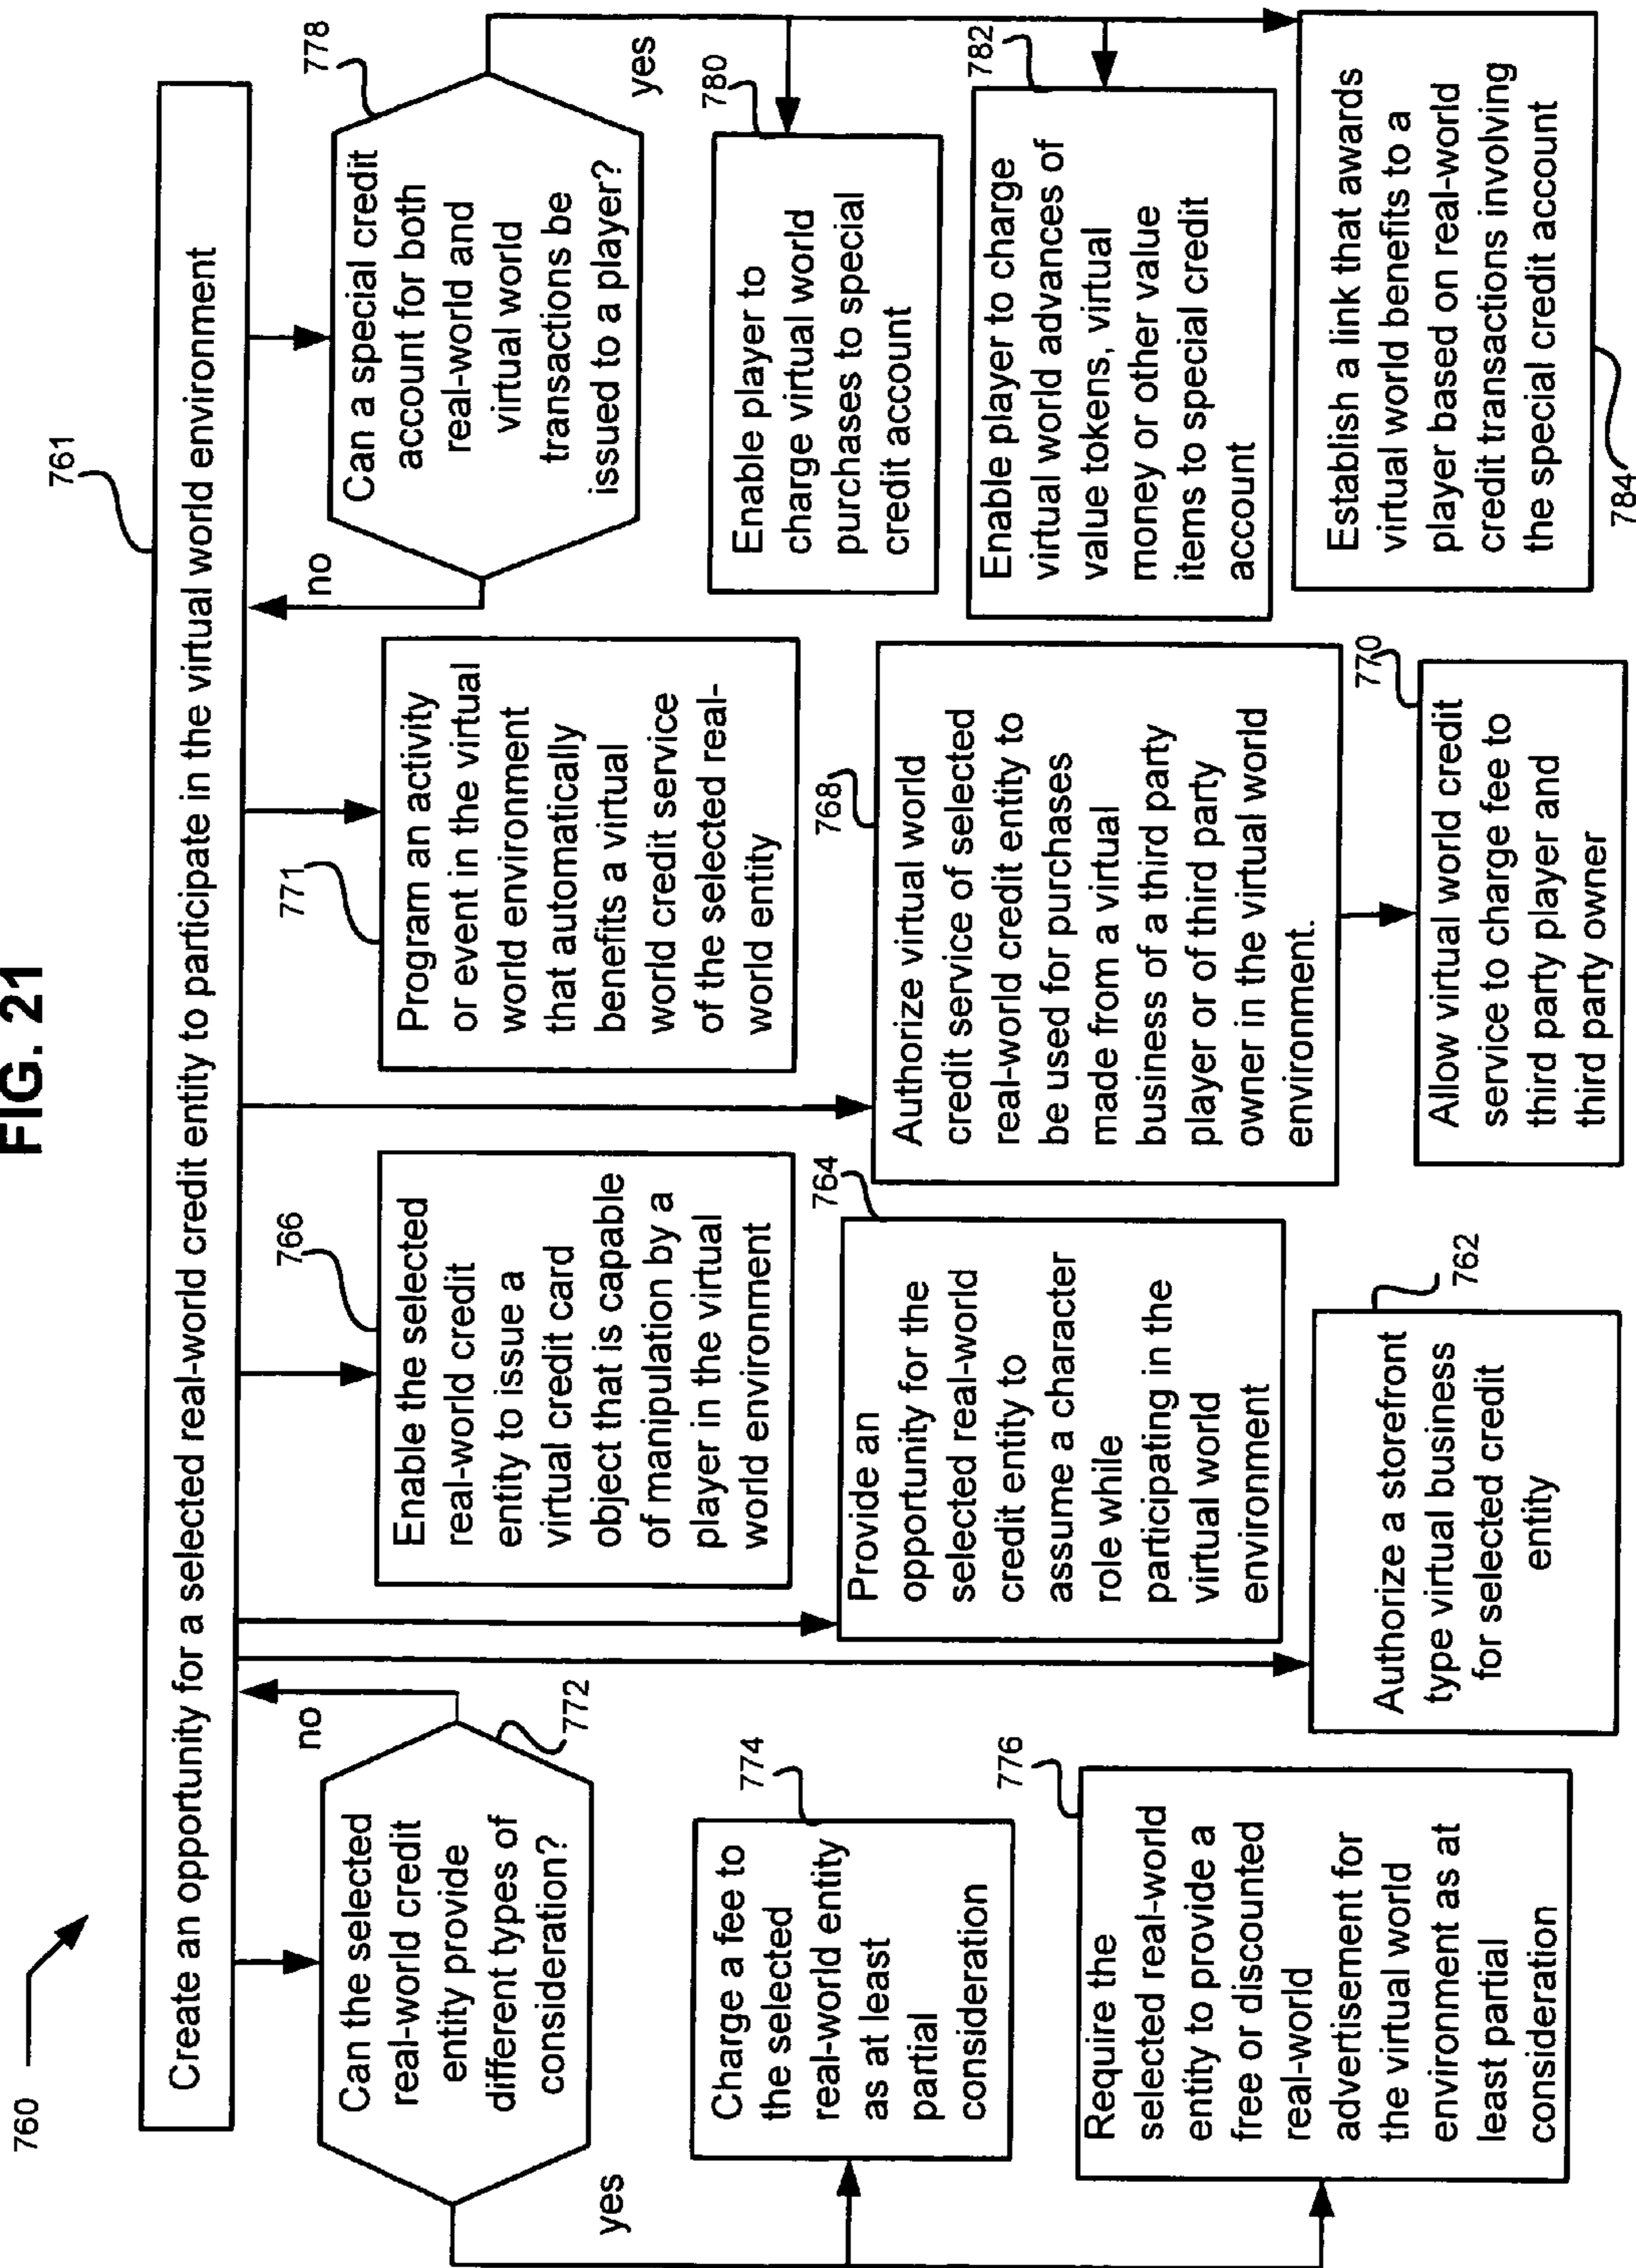 FIG. 21
760
761
Create an opportunity for a selected real-world credit entity to participate in the virtual world environment
Can the selected
real-world credit
entity provide
different types of
consideration?
772
no
yes
774
Charge a fee to
the selected
real-world entity
as at least
partial
consideration
776
Require the
selected real-world
entity to provide a
free or discounted
real-world
advertisement for
the virtual world
environment as at
least partial
consideration
766
Enable the selected
real-world credit
entity to issue a
virtual credit card
object that is capable
of manipulation by a
player in the virtual
world environment
764
Provide an
opportunity for the
selected real-world
credit entity to
assume a character
role while
participating in the
virtual world
environment
762
Authorize a storefront
type virtual business
for selected credit
entity
771
Program an activity
or event in the virtual
world environment
that automatically
benefits a virtual
world credit service
of the selected real-
world entity
768
Authorize virtual world
credit service of selected
real-world credit entity to
be used for purchases
made from a virtual
business of a third party
player or of third party
owner in the virtual world
environment.
770
Allow virtual world credit
service to charge fee to
third party player and
third party owner
778
Can a special credit
account for both
real-world and
virtual world
transactions be
issued to a player?
no
yes
780
Enable player to
charge virtual world
purchases to special
credit account
782
Enable player to charge
virtual world advances of
value tokens, virtual
money or other value
items to special credit
account
Establish a link that awards
virtual world benefits to a
player based on real-world
credit transactions involving
the special credit account
784